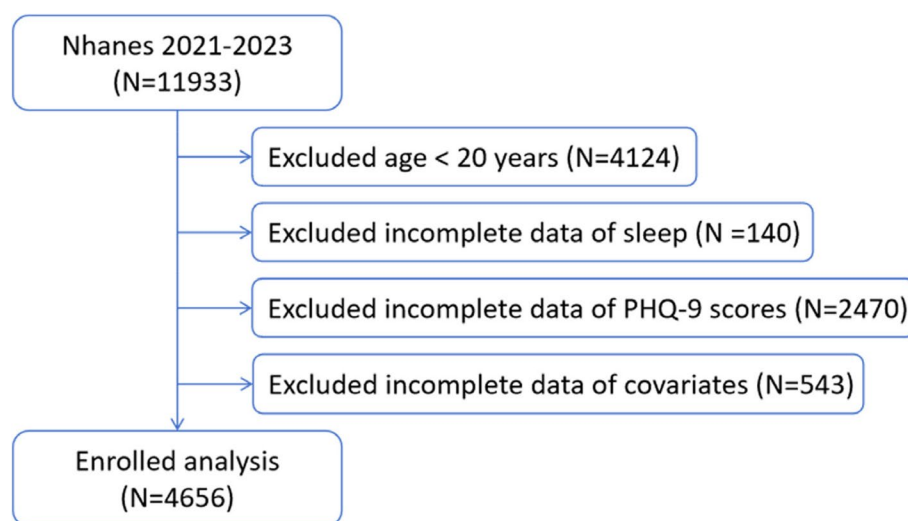 Nhanes 2021-2023
(N=11933)
Excluded age < 20 years (N=4124)
Excluded incomplete data of sleep (N =140)
Excluded incomplete data of PHQ-9 scores (N=2470)
Excluded incomplete data of covariates (N=543)
Enrolled analysis
(N=4656)